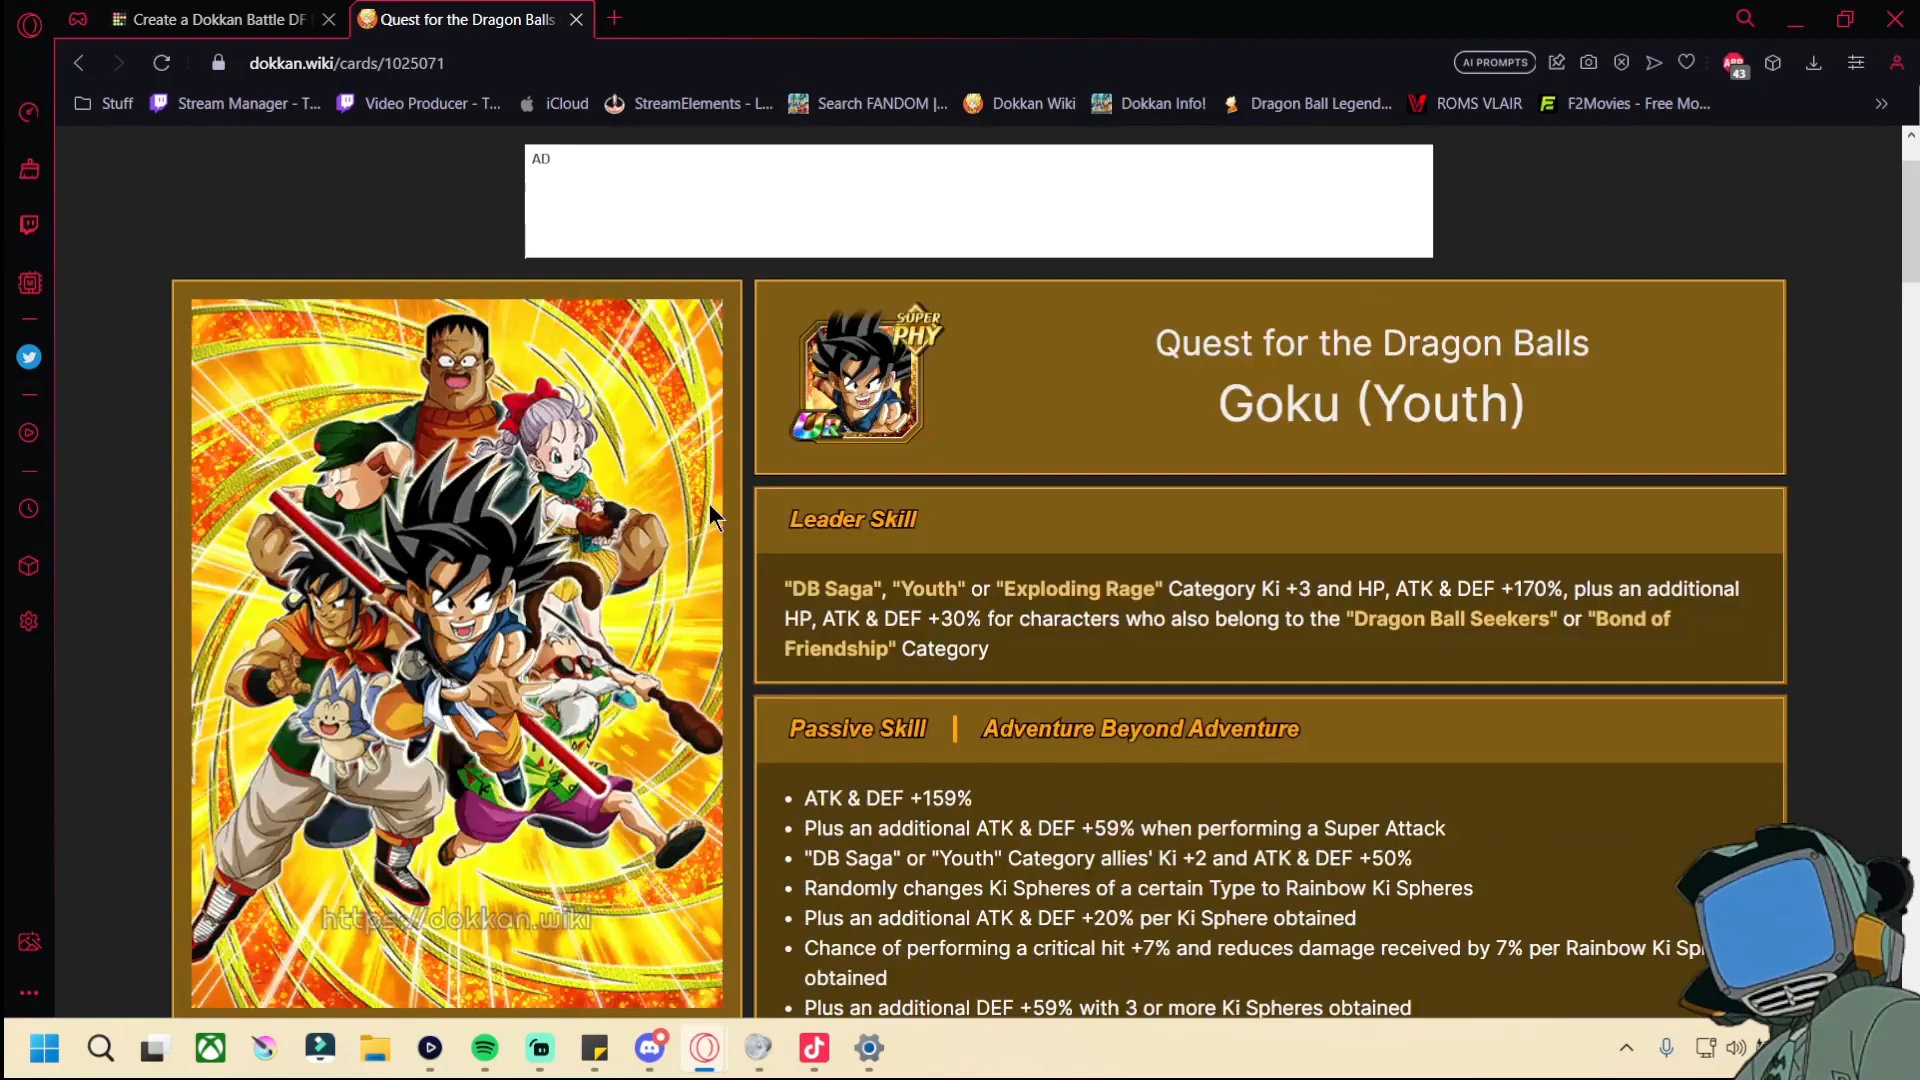 Create a Dokkan Battle DF
Quest for the Dragon Balls
dokkan.wiki/cards/1025071
AI PROMPTS
43
Stuff
Stream Manager - T...
Video Producer - T...
iCloud
StreamElements - L...
Search FANDOM |...
Dokkan Wiki
Dokkan Info!
Dragon Ball Legend...
ROMS VLAIR
F2Movies - Free Mo...
AD
SUPER
PHY
UR
Quest for the Dragon Balls
Goku (Youth)
Leader Skill
"DB Saga", "Youth" or "Exploding Rage" Category Ki +3 and HP, ATK & DEF +170%, plus an additional
HP, ATK & DEF +30% for characters who also belong to the "Dragon Ball Seekers" or "Bond of
Friendship" Category
Passive Skill | Adventure Beyond Adventure
• ATK & DEF +159%
• Plus an additional ATK & DEF +59% when performing a Super Attack
• "DB Saga" or "Youth" Category allies' Ki +2 and ATK & DEF +50%
• Randomly changes Ki Spheres of a certain Type to Rainbow Ki Spheres
• Plus an additional ATK & DEF +20% per Ki Sphere obtained
• Chance of performing a critical hit +7% and reduces damage received by 7% per Rainbow Ki Sp
obtained
• Plus an additional DEF +59% with 3 or more Ki Spheres obtained
https://dokkan.wiki